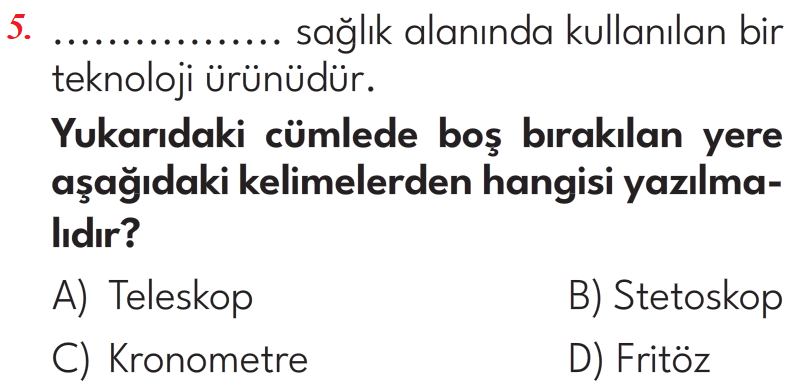 5. ................. sağlık alanında kullanılan bir
teknoloji ürünüdür.
Yukarıdaki cümlede boş bırakılan yere
aşağıdaki kelimelerden hangisi yazılma-
lıdır?
A) Teleskop B) Stetoskop
C) Kronometre D) Fritöz